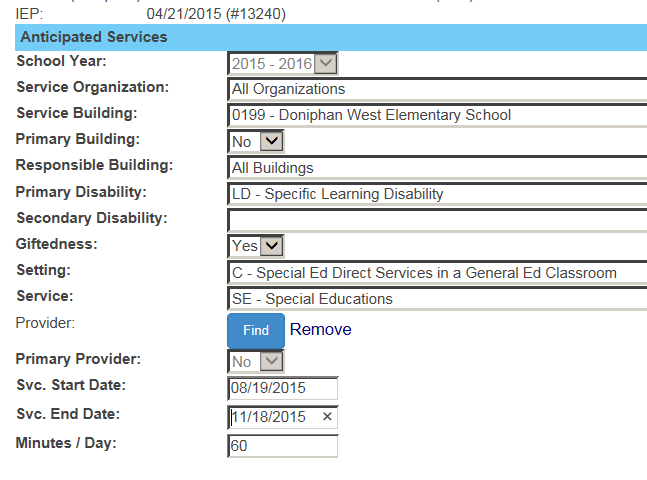 IEP: 04/21/2015 (#13240)
Anticipated Services
School Year: 2015 - 2016
Service Organization: All Organizations
Service Building: 0199 - Doniphan West Elementary School
Primary Building: No
Responsible Building: All Buildings
Primary Disability: LD - Specific Learning Disability
Secondary Disability:
Giftedness: Yes
Setting: C - Special Ed Direct Services in a General Ed Classroom
Service: SE - Special Educations
Provider: Find Remove
Primary Provider: No
Svc. Start Date: 08/19/2015
Svc. End Date: 11/18/2015 ×
Minutes / Day: 60